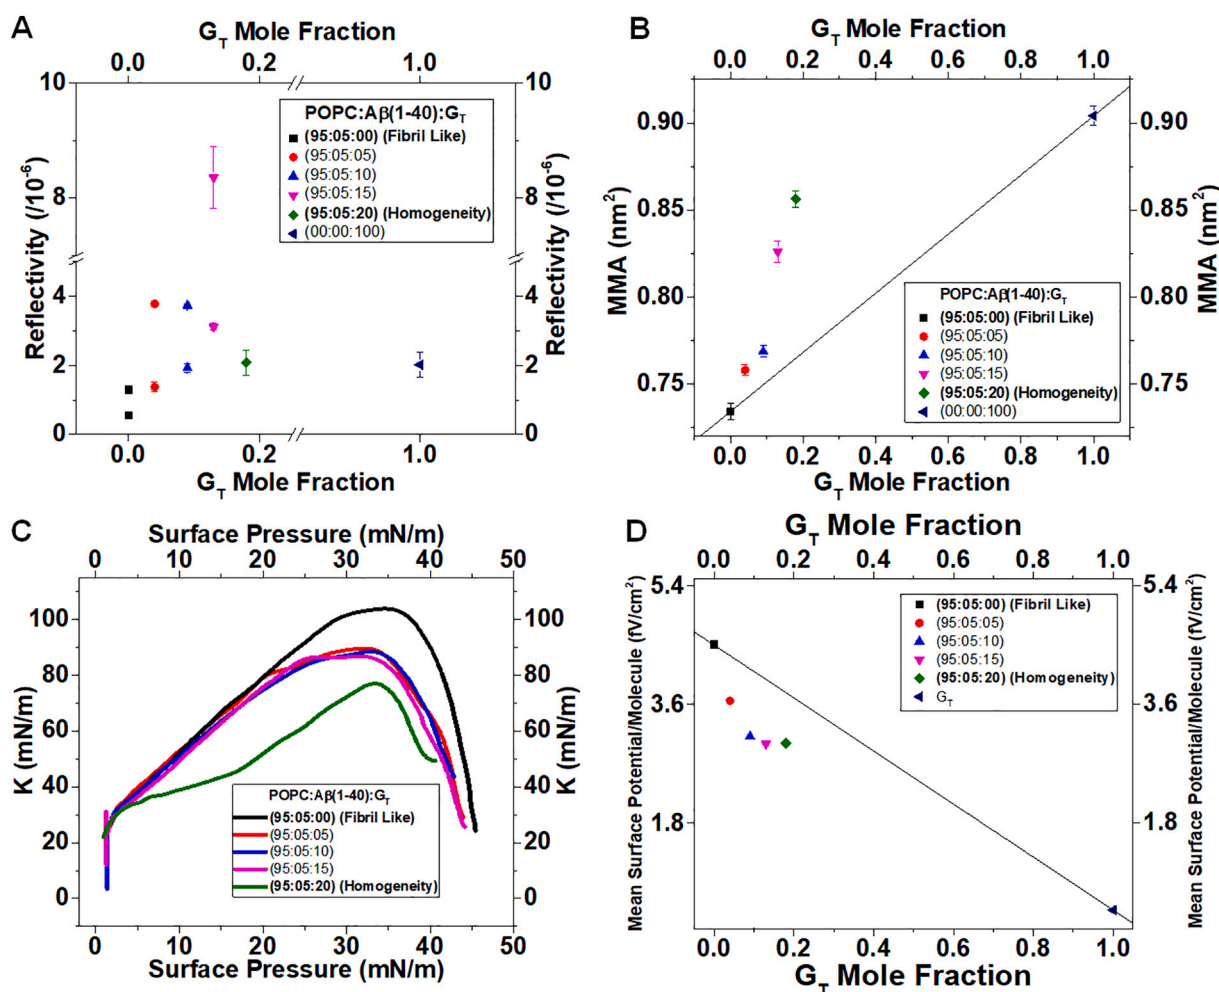 A
G_T Mole Fraction
0.0 0.2 1.0
10 10
Reflectivity (/10^-6)
Reflectivity (/10^-6)
POPC:Aβ(1-40):G_T
(95:05:00) (Fibril Like)
(95:05:05)
(95:05:10)
(95:05:15)
(95:05:20) (Homogeneity)
(00:00:100)
8 8
4 4
2 2
0 0
0.0 0.2 1.0
G_T Mole Fraction
B
G_T Mole Fraction
0.0 0.2 0.4 0.6 0.8 1.0
0.90 0.90
0.85 0.85
0.80 0.80
0.75 0.75
MMA (nm^2)
MMA (nm^2)
POPC:Aβ(1-40):G_T
(95:05:00) (Fibril Like)
(95:05:05)
(95:05:10)
(95:05:15)
(95:05:20) (Homogeneity)
(00:00:100)
0.0 0.2 0.4 0.6 0.8 1.0
G_T Mole Fraction
C
Surface Pressure (mN/m)
0 10 20 30 40 50
100 100
80 80
60 60
40 40
20 20
0 0
K (mN/m)
K (mN/m)
POPC:Aβ(1-40):G_T
(95:05:00) (Fibril Like)
(95:05:05)
(95:05:10)
(95:05:15)
(95:05:20) (Homogeneity)
0 10 20 30 40 50
Surface Pressure (mN/m)
D
G_T Mole Fraction
0.0 0.2 0.4 0.6 0.8 1.0
5.4 5.4
3.6 3.6
1.8 1.8
Mean Surface Potential/Molecule (fV/cm^2)
Mean Surface Potential/Molecule (fV/cm^2)
(95:05:00) (Fibril Like)
(95:05:05)
(95:05:10)
(95:05:15)
(95:05:20) (Homogeneity)
G_T
0.0 0.2 0.4 0.6 0.8 1.0
G_T Mole Fraction